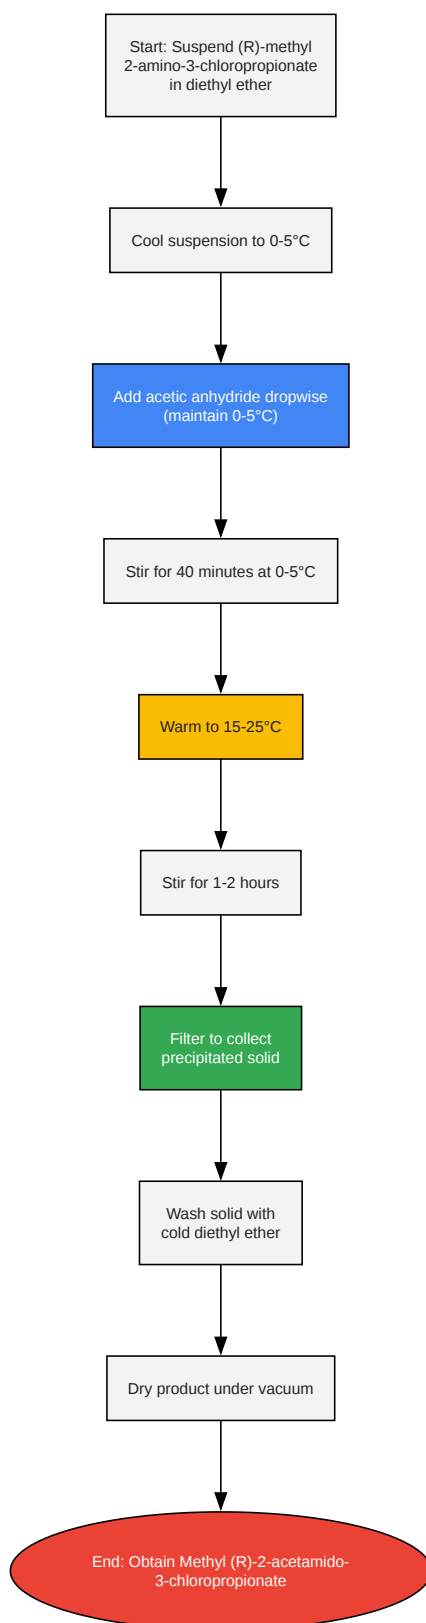 Start: Suspend (R)-methyl
2-amino-3-chloropropionate
in diethyl ether
Cool suspension to 0-5°C
Add acetic anhydride dropwise
(maintain 0-5°C)
Stir for 40 minutes at 0-5°C
Warm to 15-25°C
Stir for 1-2 hours
Filter to collect
precipitated solid
Wash solid with
cold diethyl ether
Dry product under vacuum
End: Obtain Methyl (R)-2-acetamido-
3-chloropropionate